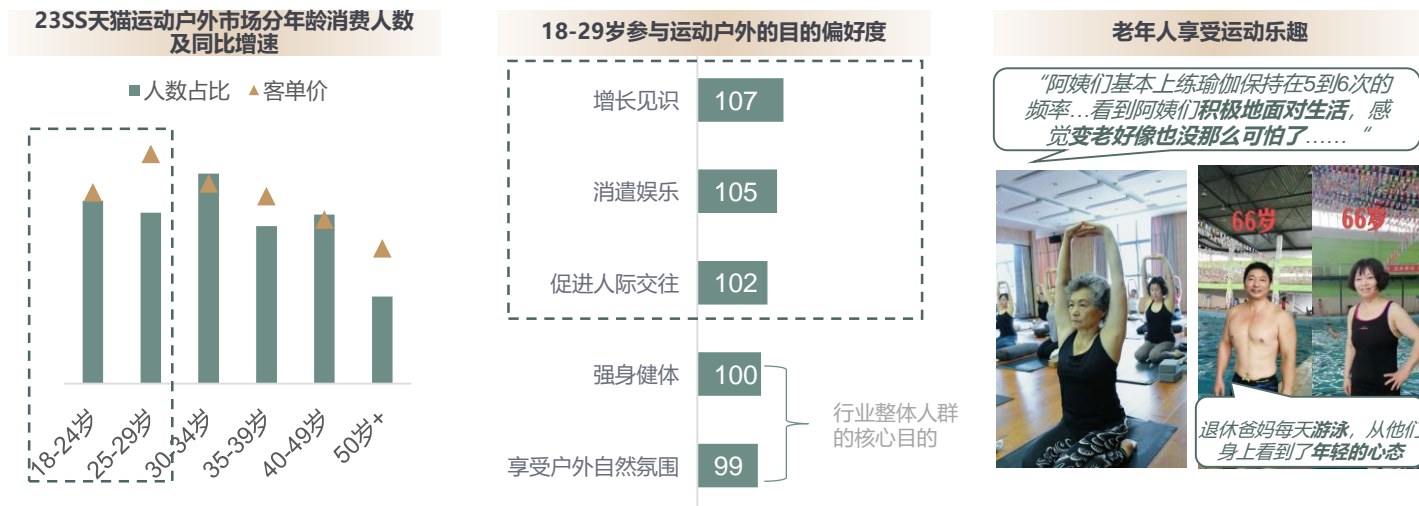 23SS天猫运动户外市场分年龄消费人数
及同比增速
人数占比 客单价
18-24岁
25-29岁
30-34岁
35-39岁
40-49岁
50岁+
18-29岁参与运动户外的目的偏好度
增长见识 107
消遣娱乐 105
促进人际交往 102
强身健体 100
享受户外自然氛围 99
行业整体人群
的核心目的
老年人享受运动乐趣
“阿姨们基本上练瑜伽保持在5到6次的
频率…看到阿姨们积极地面对生活，感
觉变老好像也没那么可怕了…… “
66岁
66岁
退休爸妈每天游泳，从他们
身上看到了年轻的心态